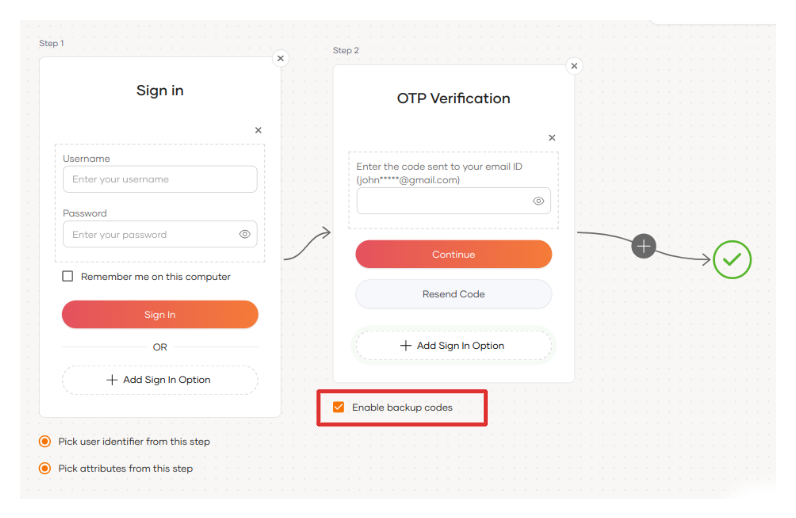 Step 1
Sign in
Username
Enter your username
Password
Enter your password
Remember me on this computer
Sign In
OR
Add Sign In Option
Pick user identifier from this step
Pick attributes from this step
Step 2
OTP Verification
Enter the code sent to your email ID
(john*****@gmail.com)
Continue
Resend Code
Add Sign In Option
Enable backup codes